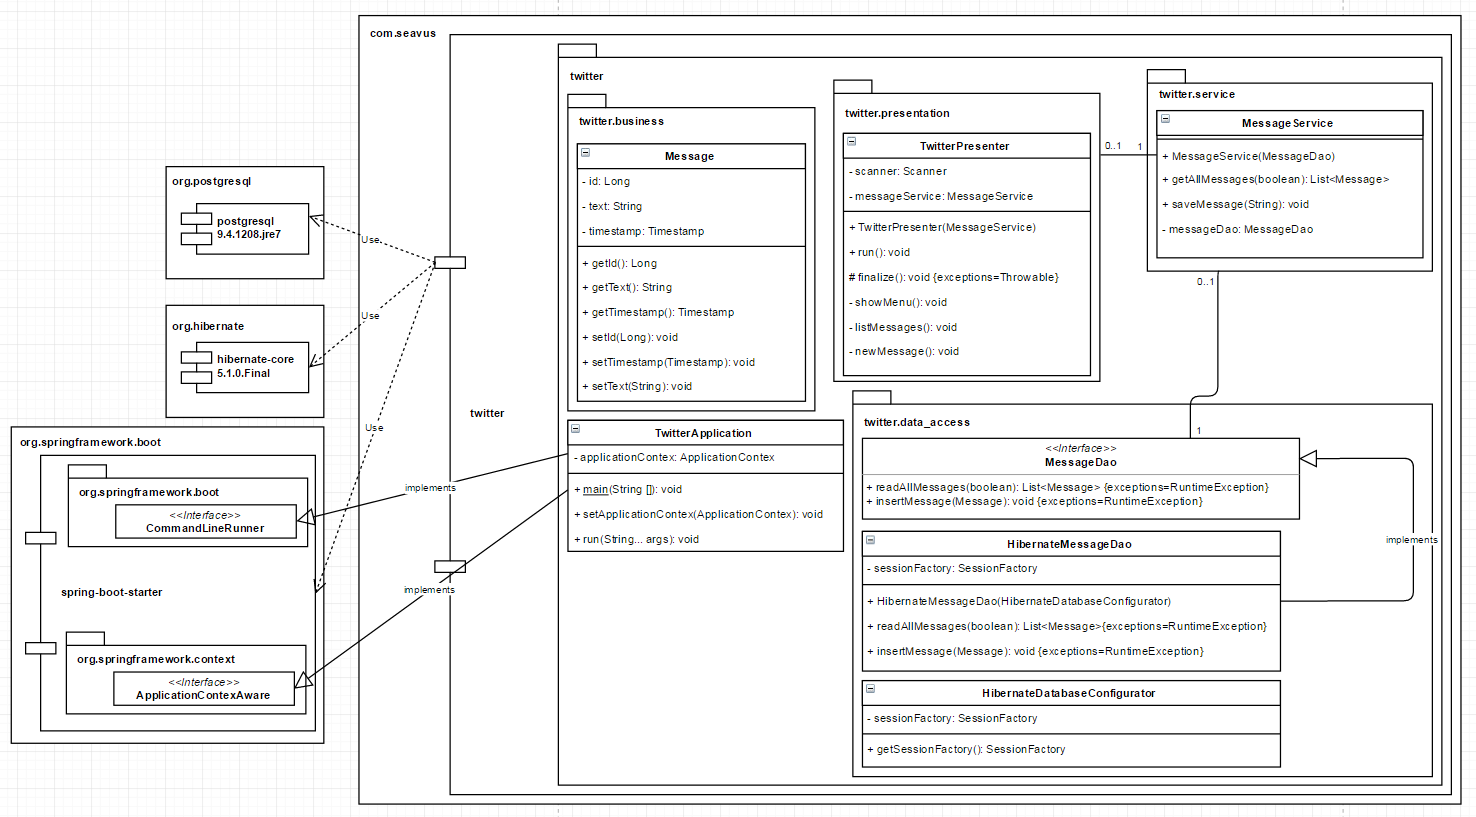 com.seavus
twitter
twitter
twitter.business
Message
- id: Long
- text: String
- timestamp: Timestamp
+ getId(): Long
+ getText(): String
+ getTimestamp(): Timestamp
+ setId(Long): void
+ setTimestamp(Timestamp): void
+ setText(String): void
twitter.presentation
TwitterPresenter
- scanner: Scanner
- messageService: MessageService
+ TwitterPresenter(MessageService)
+ run(): void
# finalize(): void {exceptions=Throwable}
- showMenu(): void
- listMessages(): void
- newMessage(): void
0..1
1
twitter.service
MessageService
+ MessageService(MessageDao)
+ getAllMessages(boolean): List<Message>
+ saveMessage(String): void
- messageDao: MessageDao
0..1
1
TwitterApplication
- applicationContex: ApplicationContex
+ main(String []): void
+ setApplicationContex(ApplicationContex): void
+ run(String... args): void
twitter.data_access
<<Interface>>
MessageDao
+ readAllMessages(boolean): List<Message> {exceptions=RuntimeException}
+ insertMessage(Message): void {exceptions=RuntimeException}
implements
HibernateMessageDao
- sessionFactory: SessionFactory
+ HibernateMessageDao(HibernateDatabaseConfigurator)
+ readAllMessages(boolean): List<Message>{exceptions=RuntimeException}
+ insertMessage(Message): void {exceptions=RuntimeException}
HibernateDatabaseConfigurator
- sessionFactory: SessionFactory
+ getSessionFactory(): SessionFactory
org.postgresql
postgresql
9.4.1208.jre7
Use
org.hibernate
hibernate-core
5.1.0.Final
Use
Use
org.springframework.boot
org.springframework.boot
<<Interface>>
CommandLineRunner
implements
spring-boot-starter
implements
org.springframework.context
<<Interface>>
ApplicationContexAware